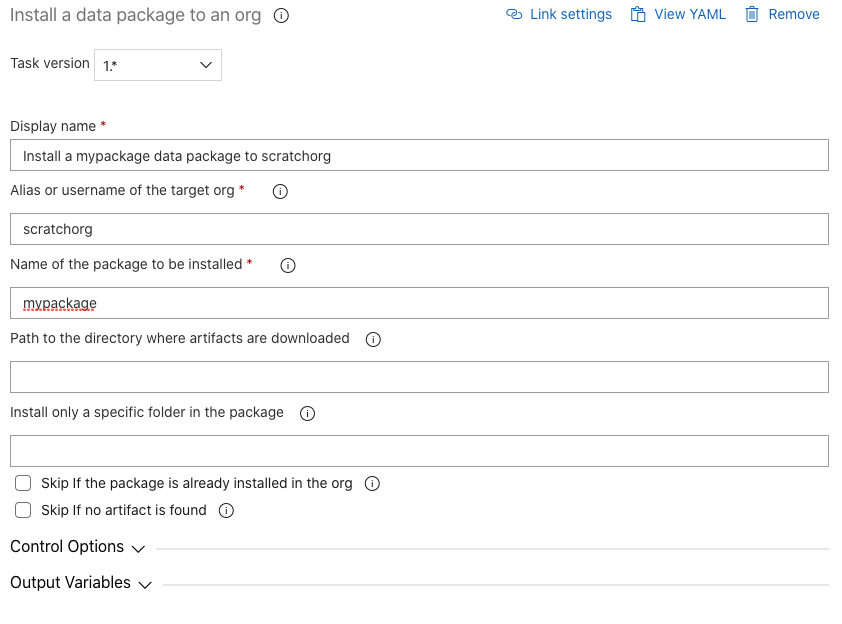 Install a data package to an org
Link settings
View YAML
Remove
Task version
1.*
Display name *
Install a mypackage data package to scratchorg
Alias or username of the target org *
scratchorg
Name of the package to be installed *
mypackage
Path to the directory where artifacts are downloaded
Install only a specific folder in the package
Skip If the package is already installed in the org
Skip If no artifact is found
Control Options
Output Variables